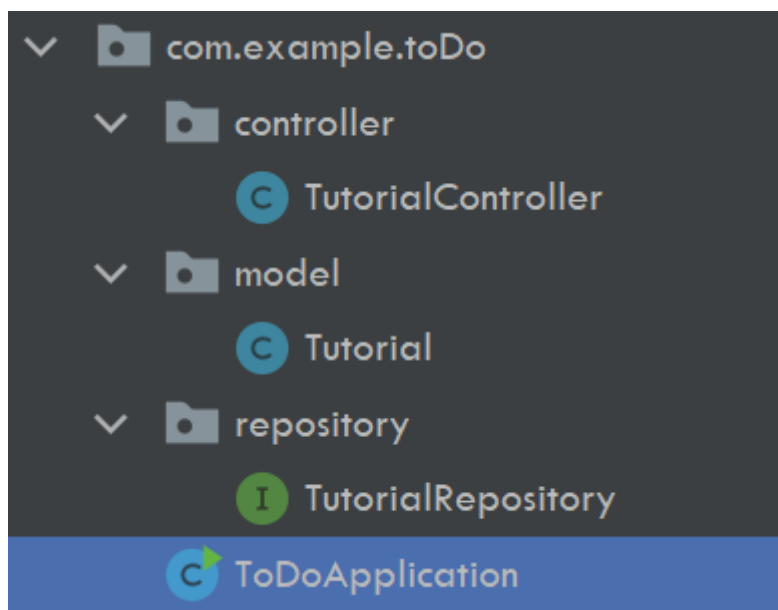 com.example.toDo
controller
C TutorialController
model
C Tutorial
repository
I TutorialRepository
C ToDoApplication